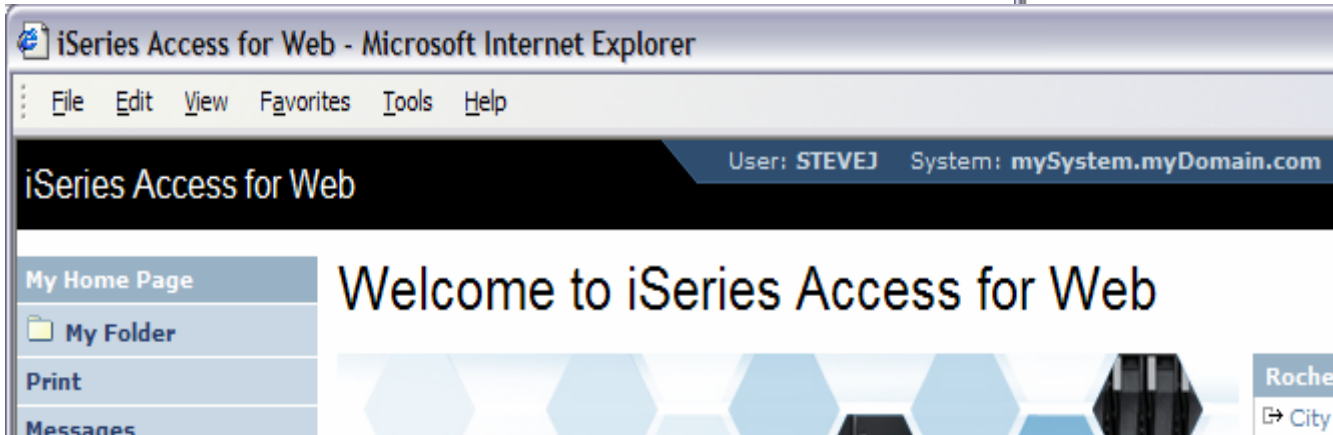 iSeries Access for Web - Microsoft Internet Explorer
File Edit View Favorites Tools Help
iSeries Access for Web
User: STEVEJ System: mySystem.myDomain.com
My Home Page
My Folder
Print
Messages
Welcome to iSeries Access for Web
Roche
City